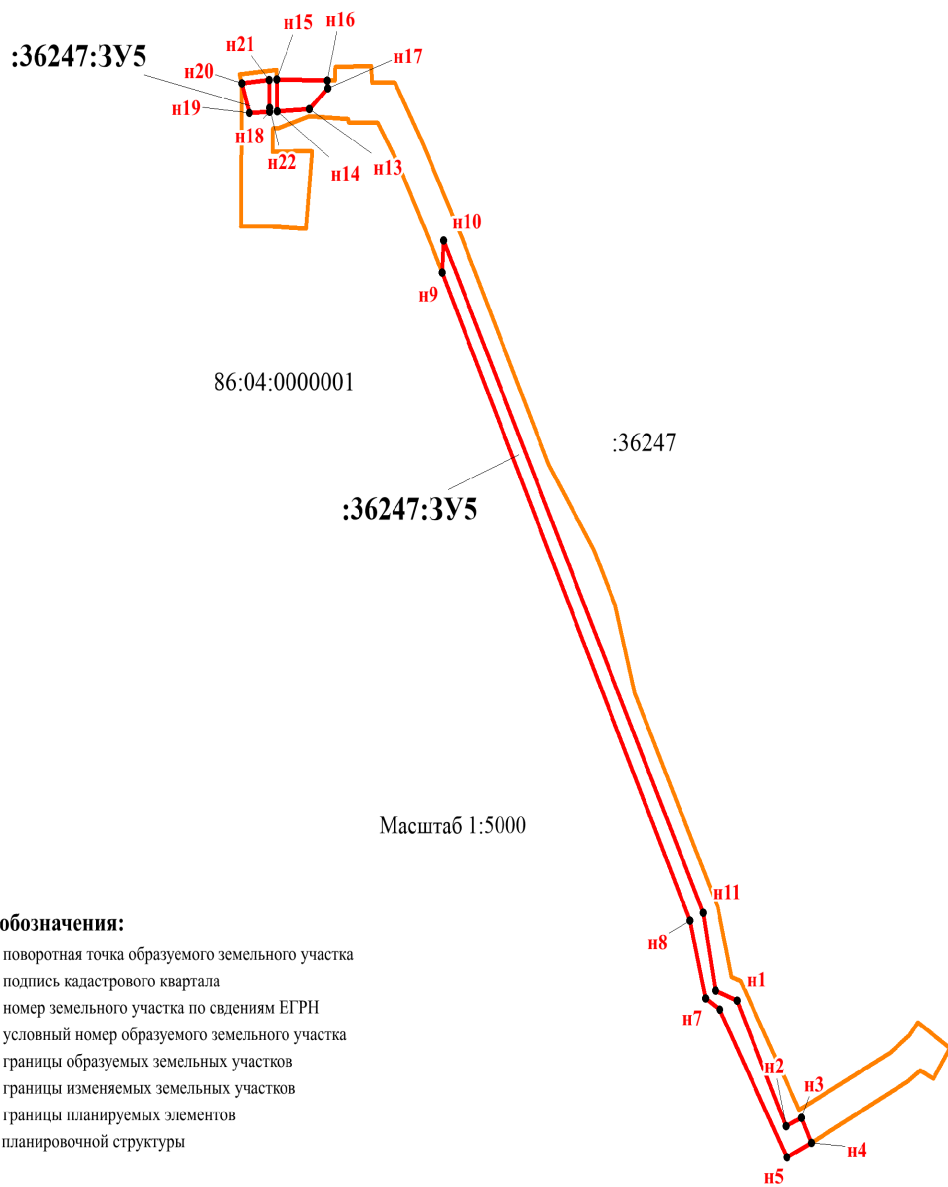 н15
н16
:36247:ЗУ5
н21
н17
н20
н19
н18
н22
н14
н13
н10
н9
86:04:0000001
:36247
:36247:ЗУ5
Масштаб 1:5000
н11
обозначения:
н8
поворотная точка образуемого земельного участка
подпись кадастрового квартала
н1
номер земельного участка по свдениям ЕГРН
н7
условный номер образуемого земельного участка
границы образуемых земельных участков
н2
границы изменяемых земельных участков
н3
границы планируемых элементов
планировочной структуры
н4
н5